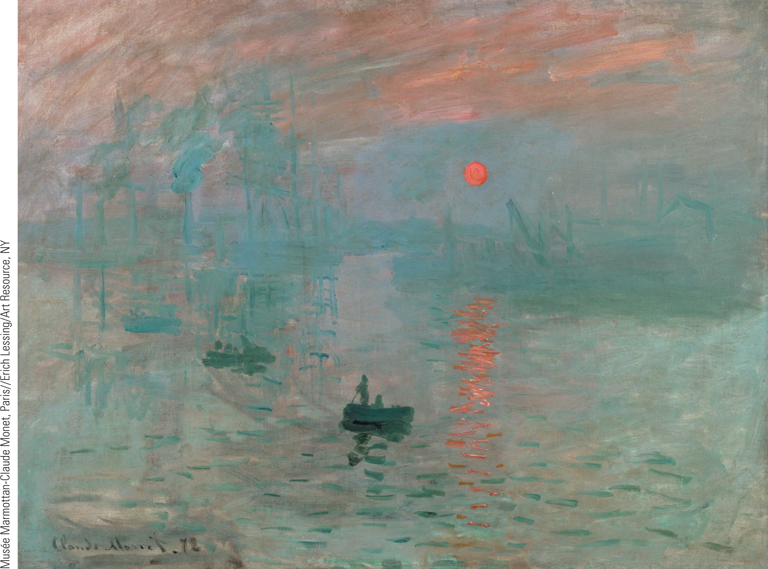 Musée Marmottan-Claude Monet, Paris//Erich Lessing/Art Resource, NY
Claude Monet. 72